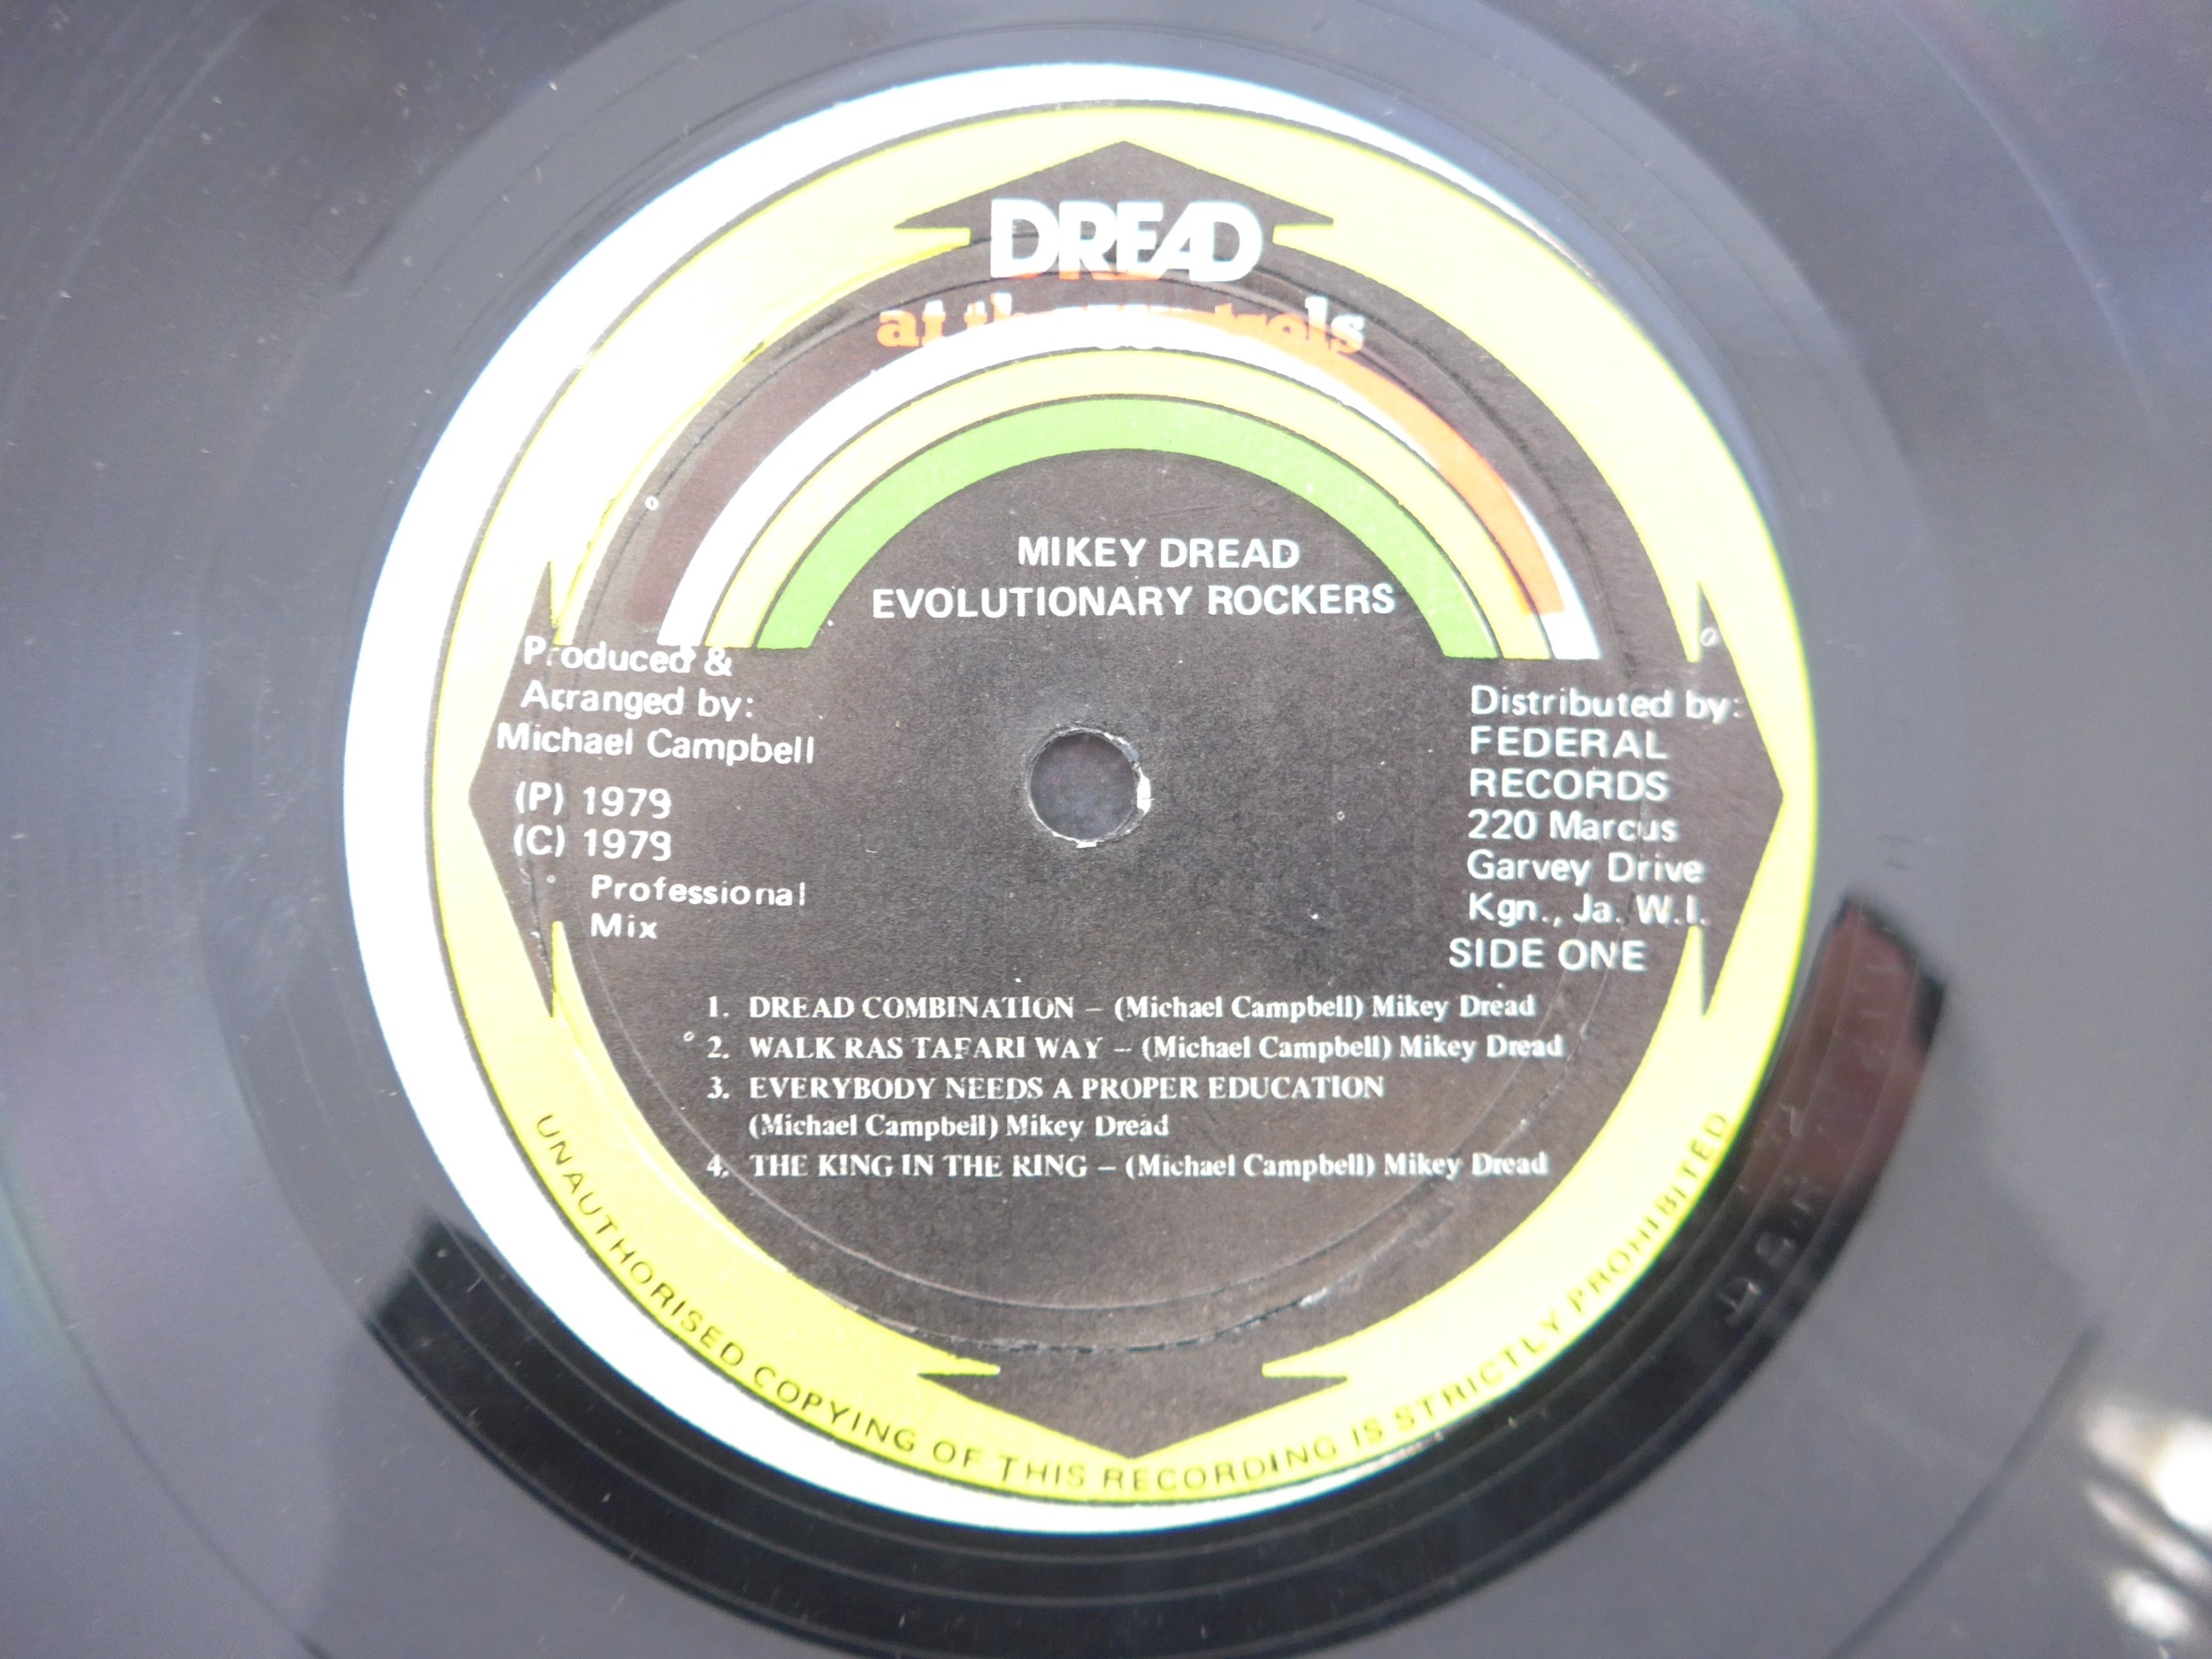 DREAD
at the controls
MIKEY DREAD
EVOLUTIONARY ROCKERS
Produced &
Arranged by:
Michael Campbell
(P) 1979
(C) 1979
Professional
Mix
Distributed by:
FEDERAL
RECORDS
220 Marcus
Garvey Drive
Kgn., Ja. W.I.
SIDE ONE
1. DREAD COMBINATION – (Michael Campbell) Mikey Dread
2. WALK RAS TAFARI WAY – (Michael Campbell) Mikey Dread
3. EVERYBODY NEEDS A PROPER EDUCATION
(Michael Campbell) Mikey Dread
4. THE KING IN THE RING – (Michael Campbell) Mikey Dread
UNAUTHORISED COPYING OF THIS RECORDING IS STRICTLY PROHIBITED